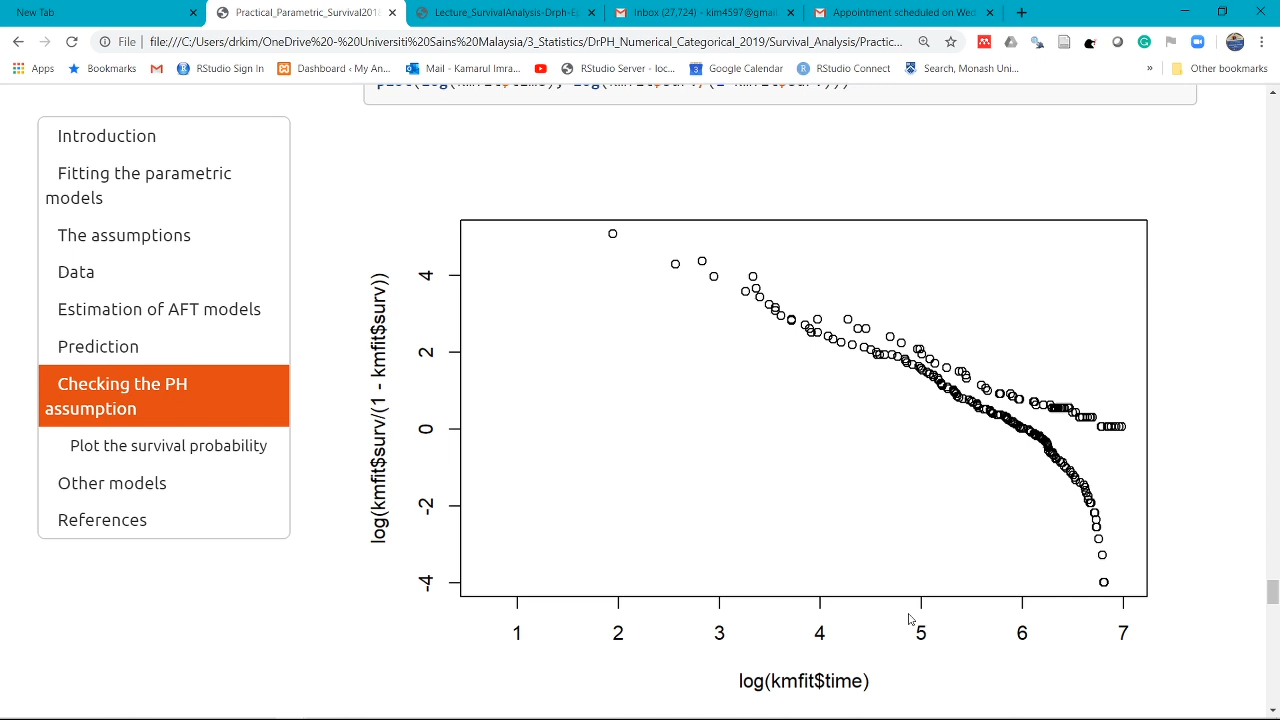 New Tab
Practical_Parametric_Survival201
Lecture_SurvivalAnalysis-Drph-Ep
Inbox (27,724) - kim4597@gmail.
Appointment scheduled on Wed
File
file:///C:/Users/drkim/OneDrive%20-%20Universiti%20Sains%20Malaysia/3_Statistics/DrPH_Numerical_Categorical_2019/Survival_Analysis/Practic...
Apps
Bookmarks
RStudio Sign In
Dashboard ‹ My An...
Mail - Kamarul Imra...
RStudio Server - loc...
Google Calendar
RStudio Connect
Search, Monash Uni...
»
Other bookmarks
Introduction
Fitting the parametric
models
The assumptions
Data
Estimation of AFT models
Prediction
Checking the PH
assumption
Plot the survival probability
Other models
References
log(kmfit$surv/(1 - kmfit$surv))
4
2
0
-2
-4
1 2 3 4 5 6 7
log(kmfit$time)